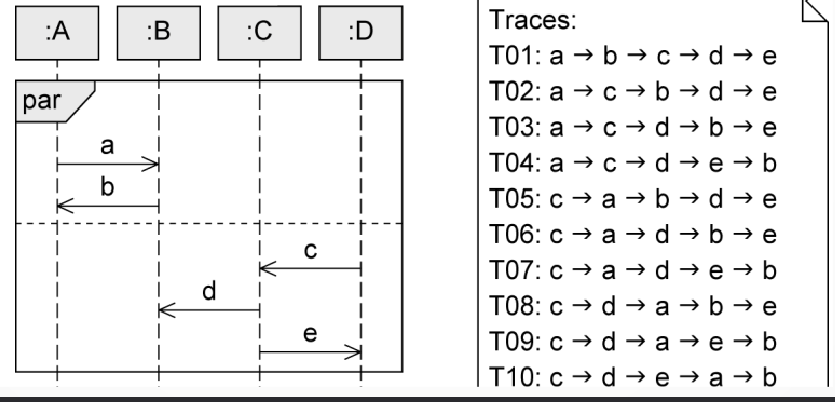 :A :B :C :D
par
a
b
c
d
e
Traces:
T01: a → b → c → d → e
T02: a → c → b → d → e
T03: a → c → d → b → e
T04: a → c → d → e → b
T05: c → a → b → d → e
T06: c → a → d → b → e
T07: c → a → d → e → b
T08: c → d → a → b → e
T09: c → d → a → e → b
T10: c → d → e → a → b